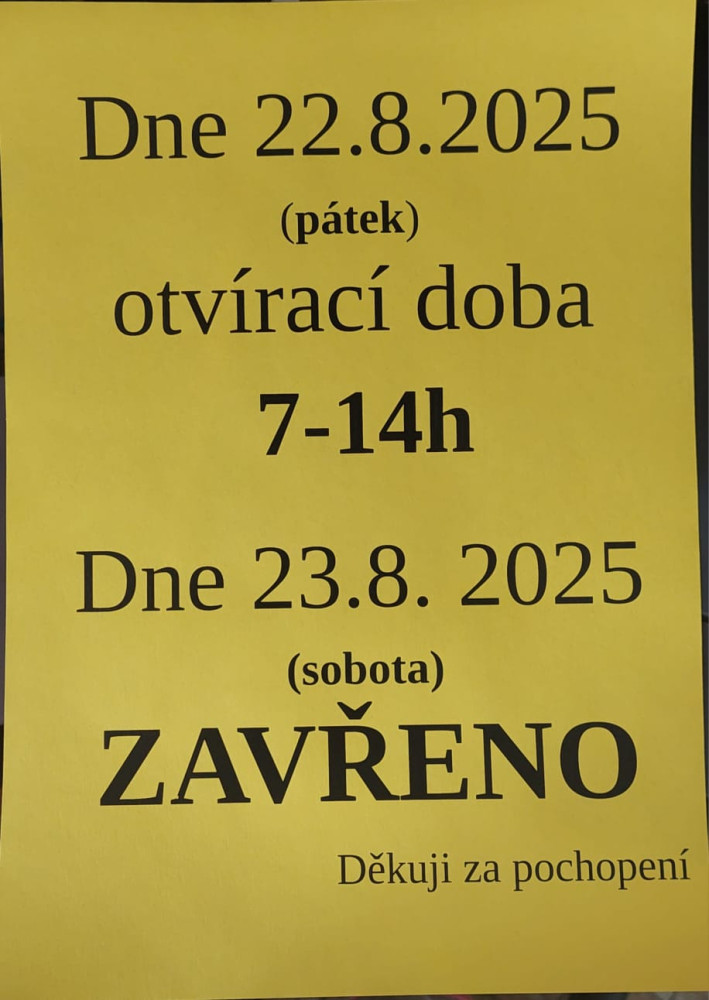 Dne 22.8.2025
(pátek)
otvírací doba
7-14h
Dne 23.8. 2025
(sobota)
ZAVŘENO
Děkuji za pochopení